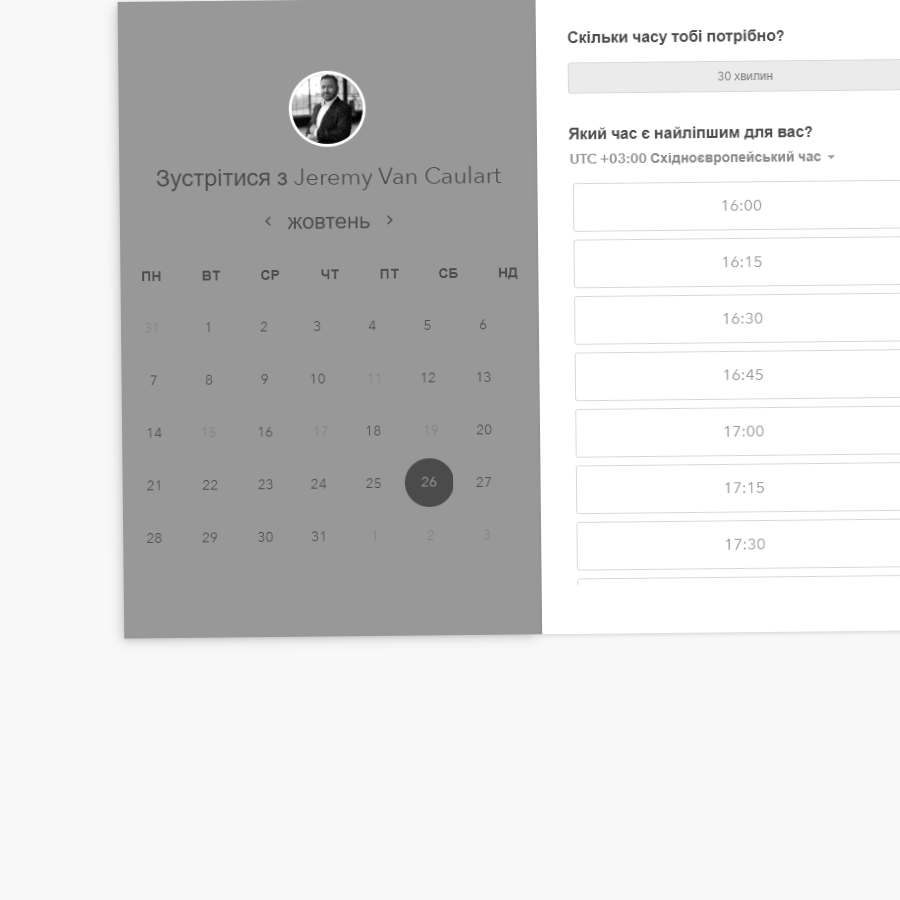 Зустрітися з Jeremy Van Caulart
жовтень
ПН ВТ СР ЧТ ПТ СБ НД
31 1 2 3 4 5 6
7 8 9 10 11 12 13
14 15 16 17 18 19 20
21 22 23 24 25 26 27
28 29 30 31 1 2 3
Скільки часу тобі потрібно?
30 хвилин
Який час є найліпшим для вас?
UTC +03:00 Східноєвропейський час
16:00
16:15
16:30
16:45
17:00
17:15
17:30